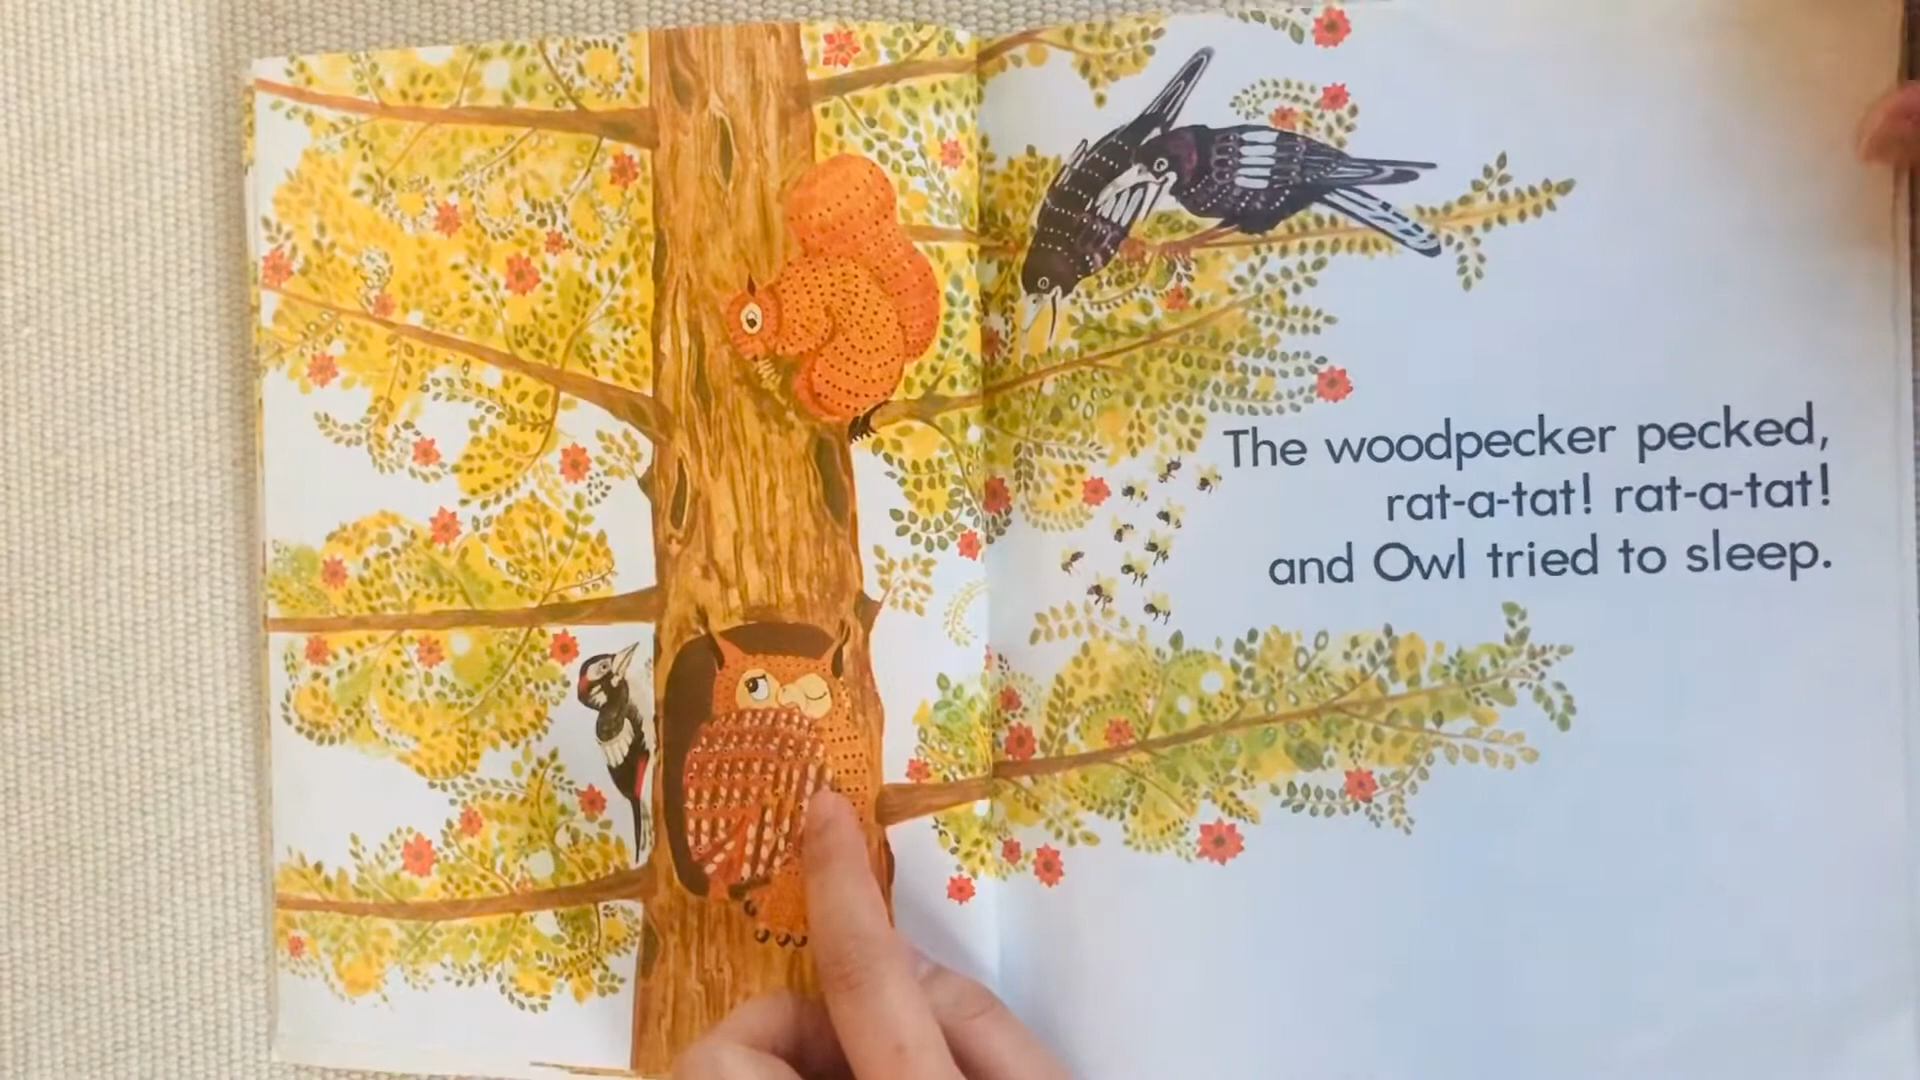 The woodpecker pecked,
rat-a-tat! rat-a-tat!
and Owl tried to sleep.